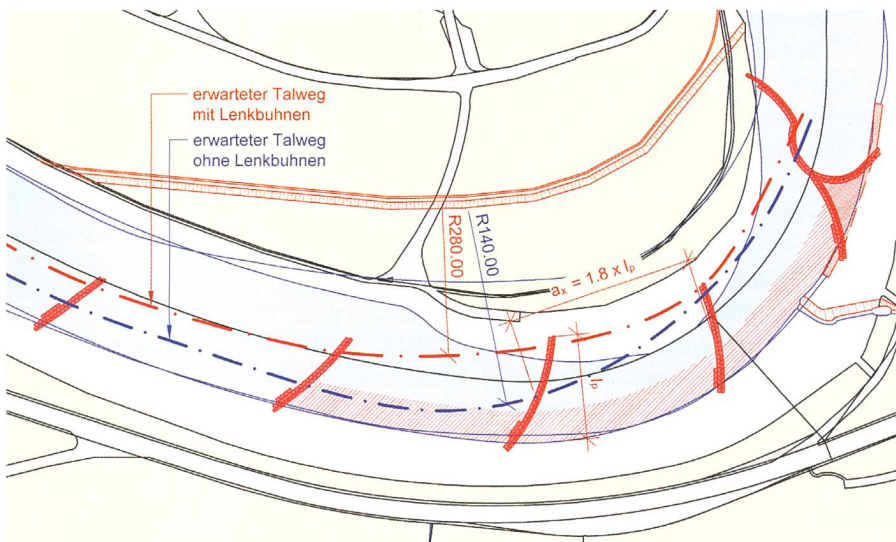 erwarteter Talweg
mit Lenkbuhnen
erwarteter Talweg
ohne Lenkbuhnen
R280.00
R140.00
aₓ = 1.8 x lₚ
lₚ